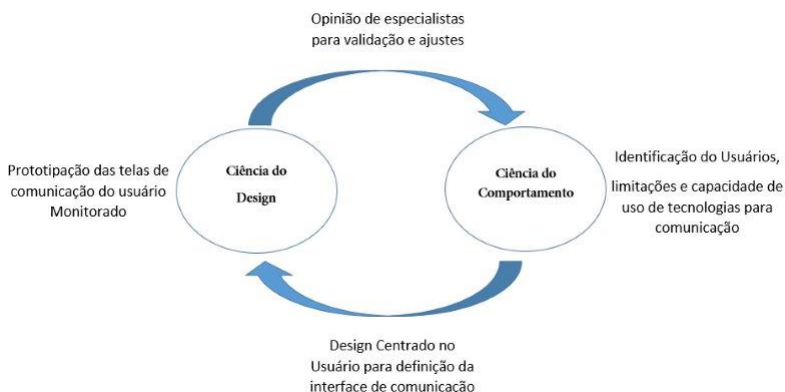 Opinião de especialistas
para validação e ajustes
Prototipação das telas de
comunicação do usuário
Monitorado
Ciência do
Design
Ciência do
Comportamento
Identificação do Usuários,
limitações e capacidade de
uso de tecnologias para
comunicação
Design Centrado no
Usuário para definição da
interface de comunicação